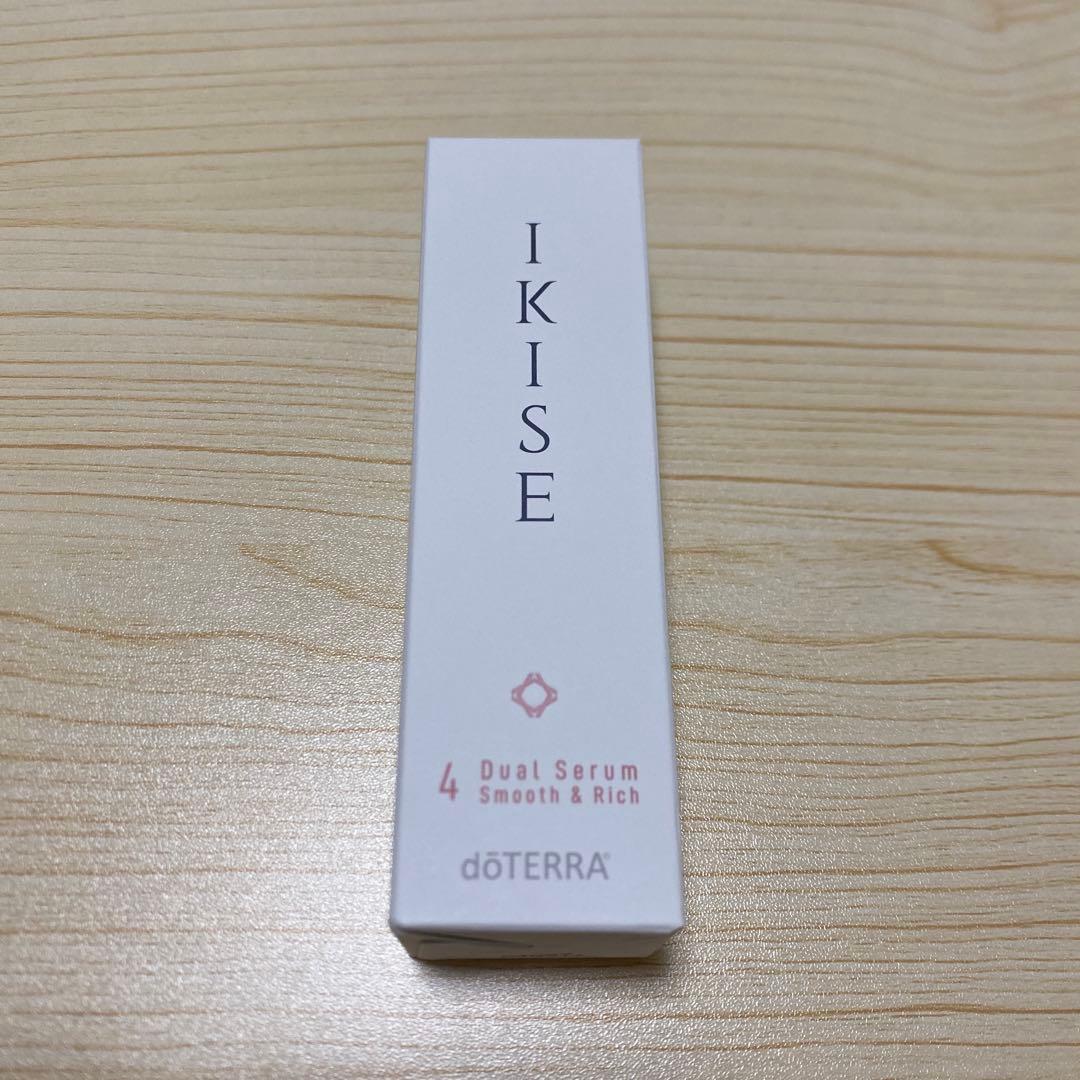 IKISE
4 Dual Serum
Smooth & Rich
dōTERRA®